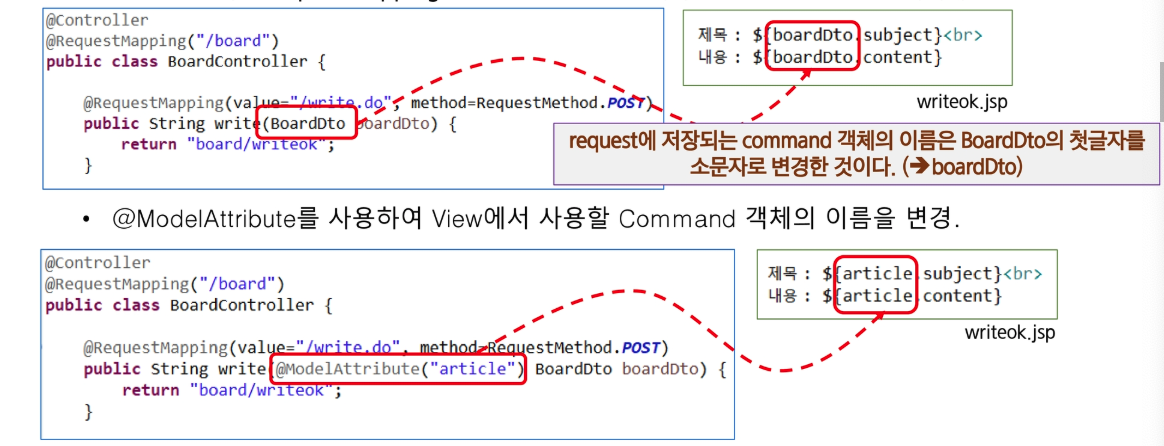 @Controller
@RequestMapping("/board")
public class BoardController {
@RequestMapping(value="/write.do", method=RequestMethod.POST)
public String write(BoardDto boardDto) {
return "board/writeok";
}
제목 : ${boardDto.subject}<br>
내용 : ${boardDto.content}
writeok.jsp
request에 저장되는 command 객체의 이름은 BoardDto의 첫글자를
소문자로 변경한 것이다. (➔boardDto)
• @ModelAttribute를 사용하여 View에서 사용할 Command 객체의 이름을 변경.
@Controller
@RequestMapping("/board")
public class BoardController {
@RequestMapping(value="/write.do", method=RequestMethod.POST)
public String write(@ModelAttribute("article") BoardDto boardDto) {
return "board/writeok";
}
제목 : ${article.subject}<br>
내용 : ${article.content}
writeok.jsp